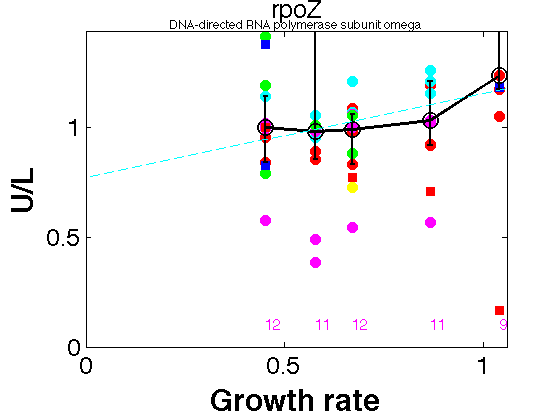 rpoZ
DNA-directed RNA polymerase subunit omega
1
0.5
0
U/L
12 11 12 11 9
0 0.5 1
Growth rate